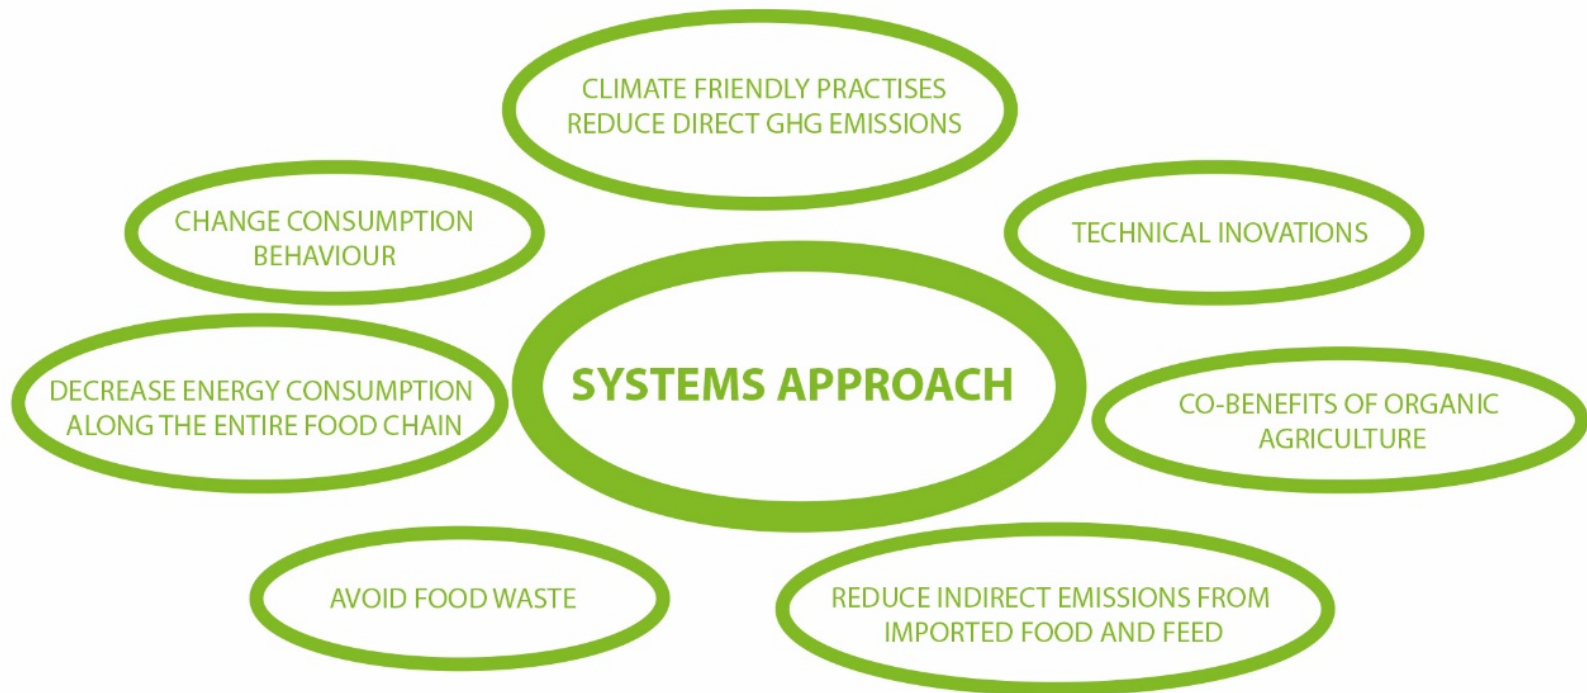 CLIMATE FRIENDLY PRACTISES
REDUCE DIRECT GHG EMISSIONS
CHANGE CONSUMPTION
BEHAVIOUR
TECHNICAL INOVATIONS
DECREASE ENERGY CONSUMPTION
ALONG THE ENTIRE FOOD CHAIN
SYSTEMS APPROACH
CO-BENEFITS OF ORGANIC
AGRICULTURE
AVOID FOOD WASTE
REDUCE INDIRECT EMISSIONS FROM
IMPORTED FOOD AND FEED